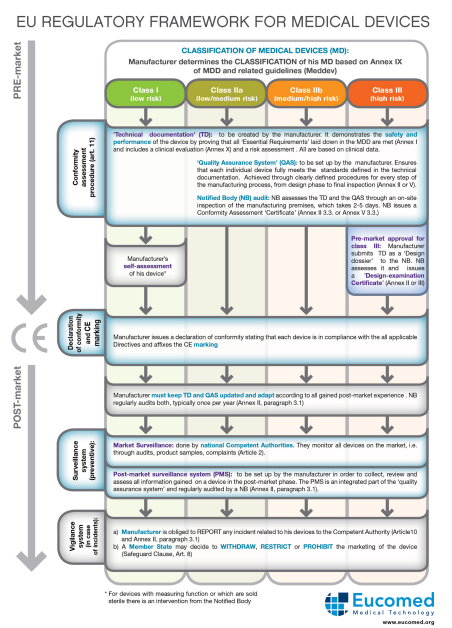 EU REGULATORY FRAMEWORK FOR MEDICAL DEVICES
PRE-market
CLASSIFICATION OF MEDICAL DEVICES (MD):
Manufacturer determines the CLASSIFICATION of his MD based on Annex IX
of MDD and related guidelines (Meddev)
Class I
(low risk)
Class IIa
(low/medium risk)
Class IIb
(medium/high risk)
Class III
(high risk)
Conformity
assessment
procedure (art. 11)
'Technical documentation' (TD): to be created by the manufacturer. It demonstrates the safety and
performance of the device by proving that all 'Essential Requirements' laid down in the MDD are met (Annex I
and includes a clinical evaluation (Annex X) and a risk assessment . All are based on clinical data.
'Quality Assurance System' (QAS): to be set up by the manufacturer. Ensures
that each individual device fully meets the standards defined in the technical
documentation. Achieved through clearly defined procedures for every step of
the manufacturing process, from design phase to final inspection (Annex II or V).
Notified Body (NB) audit: NB assesses the TD and the QAS through an on-site
inspection of the manufacturing premises, which takes 2-5 days. NB issues a
Conformity Assessment 'Certificate' (Annex II 3.3. or Annex V 3.3.)
Manufacturer's
self-assessment
of his device*
Pre-market approval for
class III: Manufacturer
submits TD as a 'Design
dossier' to the NB. NB
assesses it and issues
a 'Design-examination
Certificate' (Annex II or III)
CE
Declaration
of conformity
and CE
marking
Manufacturer issues a declaration of conformity stating that each device is in compliance with the all applicable
Directives and affixes the CE marking
POST-market
Manufacturer must keep TD and QAS updated and adapt according to all gained post-market experience . NB
regularly audits both, typically once per year (Annex II, paragraph 3.1)
Surveillance
system
(preventive):
Market Surveillance: done by national Competent Authorities. They monitor all devices on the market, i.e.
through audits, product samples, complaints (Article 2).
Post-market surveillance system (PMS): to be set up by the manufacturer in order to collect, review and
assess all information gained on a device in the post-market phase. The PMS is an integrated part of the 'quality
assurance system' and regularly audited by a NB (Annex II, paragraph 3.1).
Vigilance
system
(in case
of incidents):
a) Manufacturer is obliged to REPORT any incident related to his devices to the Competent Authority (Article10
and Annex II, paragraph 3.1)
b) A Member State may decide to WITHDRAW, RESTRICT or PROHIBIT the marketing of the device
(Safeguard Clause, Art. 8)
* For devices with measuring function or which are sold
sterile there is an intervention from the Notified Body
Eucomed
Medical Technology
www.eucomed.org